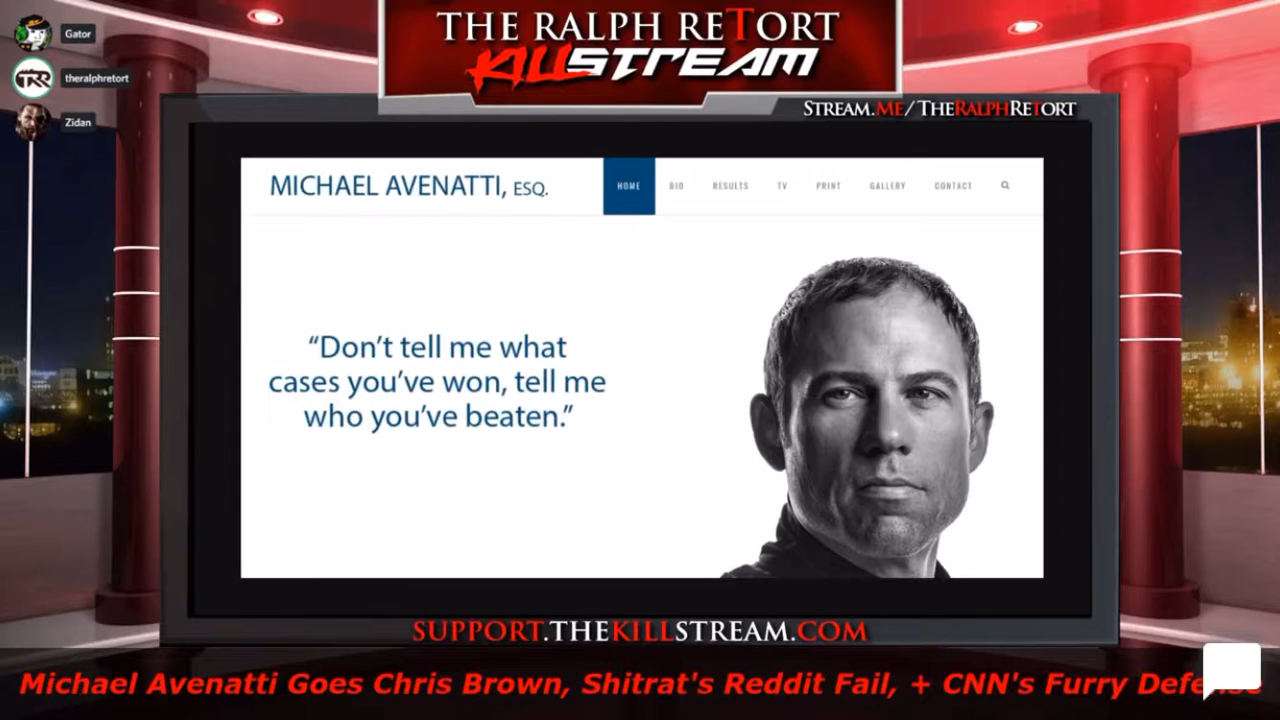 THE RALPH RETORT
KILLSTREAM
Gator
TRR
theralphretort
Zidan
STREAM.ME/THERALPHRETORT
MICHAEL AVENATTI, ESQ.
HOME BIO RESULTS TV PRINT GALLERY CONTACT
“Don’t tell me what
cases you’ve won, tell me
who you’ve beaten.”
SUPPORT.THEKILLSTREAM.COM
Michael Avenatti Goes Chris Brown, Shitrat's Reddit Fail, + CNN's Furry Defense